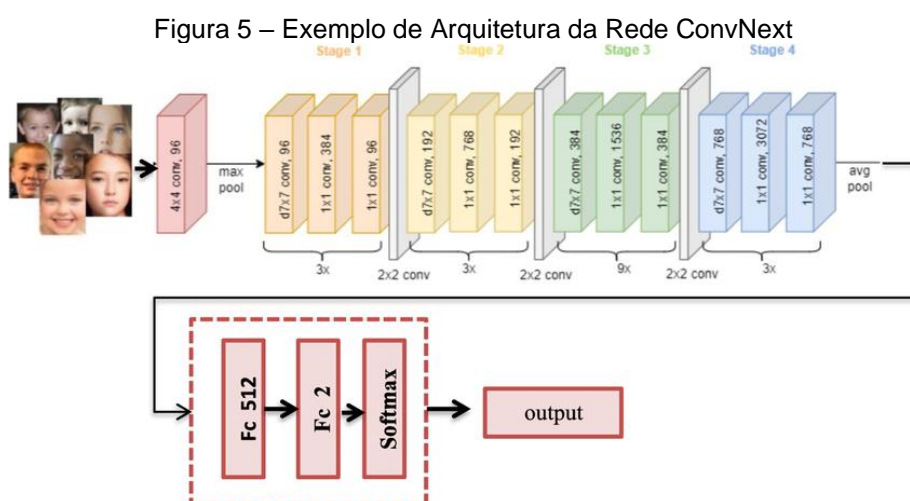 Figura 5 – Exemplo de Arquitetura da Rede ConvNext
Stage 1
Stage 2
Stage 3
Stage 4
4x4 conv, 96
max
pool
d7x7 conv, 96
1x1 conv, 384
1x1 conv, 96
3x
2x2 conv
d7x7 conv, 192
1x1 conv, 768
1x1 conv, 192
3x
2x2 conv
d7x7 conv, 384
1x1 conv, 1536
1x1 conv, 384
9x
2x2 conv
d7x7 conv, 768
1x1 conv, 3072
1x1 conv, 768
3x
avg
pool
Fc 512
Fc 2
Softmax
output